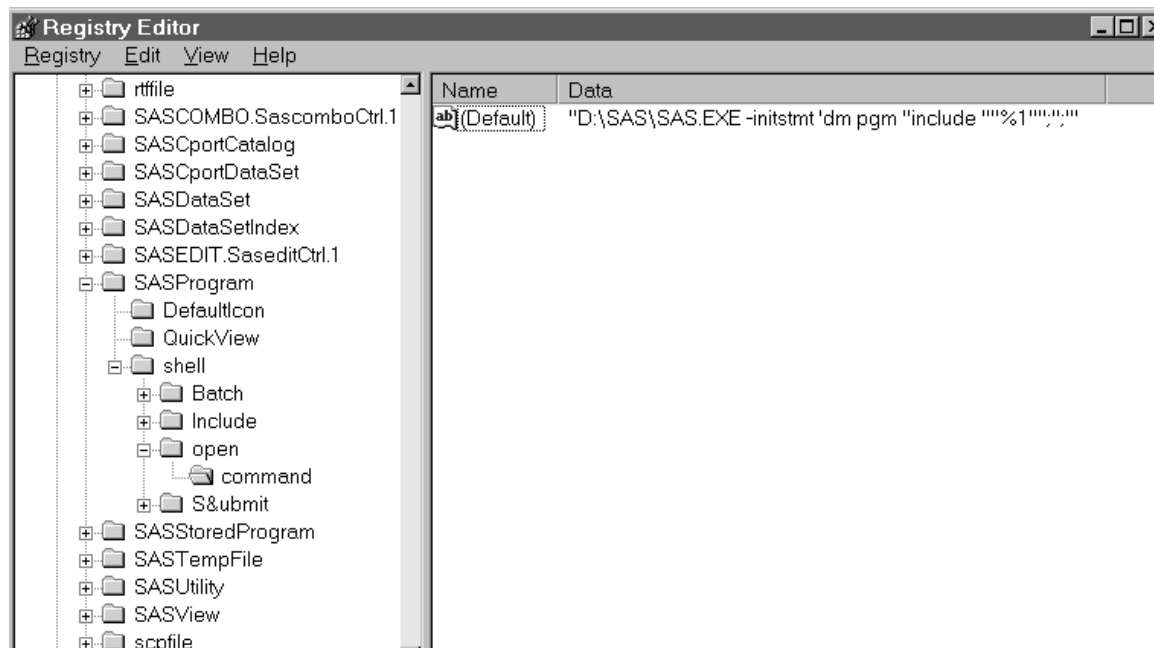 Registry Editor
Registry Edit View Help
rtffile
SASCOMBO.SascomboCtrl.1
SASCportCatalog
SASCportDataSet
SASDataSet
SASDataSetIndex
SASEDIT.SaseditCtrl.1
SASProgram
DefaultIcon
QuickView
shell
Batch
Include
open
command
S&ubmit
SASStoredProgram
SASTempFile
SASUtility
SASView
scpfile
Name Data
ab (Default) "D:\SAS\SAS.EXE -initstmt 'dm pgm "include ""%1"";";'"